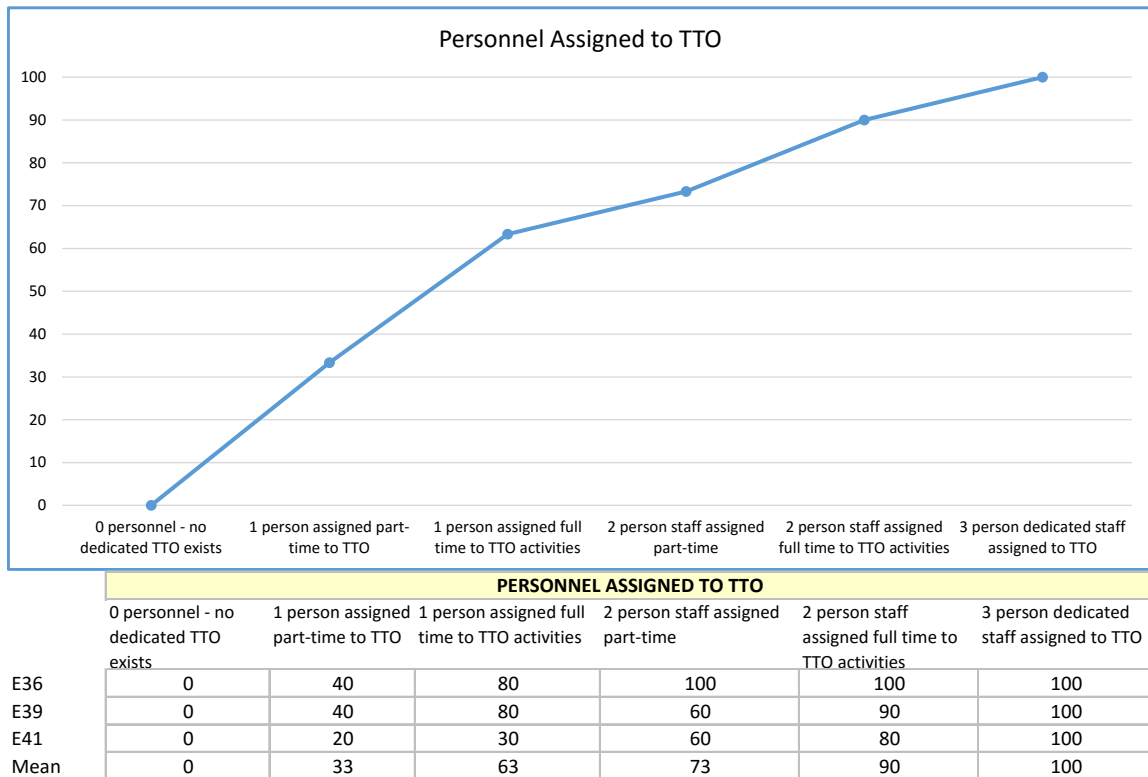 Personnel Assigned to TTO
100
90
80
70
60
50
40
30
20
10
0
0 personnel - no
dedicated TTO exists
1 person assigned part-
time to TTO
1 person assigned full
time to TTO activities
2 person staff assigned
part-time
2 person staff assigned
full time to TTO activities
3 person dedicated staff
assigned to TTO
PERSONNEL ASSIGNED TO TTO
0 personnel - no
dedicated TTO
exists
1 person assigned
part-time to TTO
1 person assigned full
time to TTO activities
2 person staff assigned
part-time
2 person staff
assigned full time to
TTO activities
3 person dedicated
staff assigned to TTO
E36 0 40 80 100 100 100
E39 0 40 80 60 90 100
E41 0 20 30 60 80 100
Mean 0 33 63 73 90 100